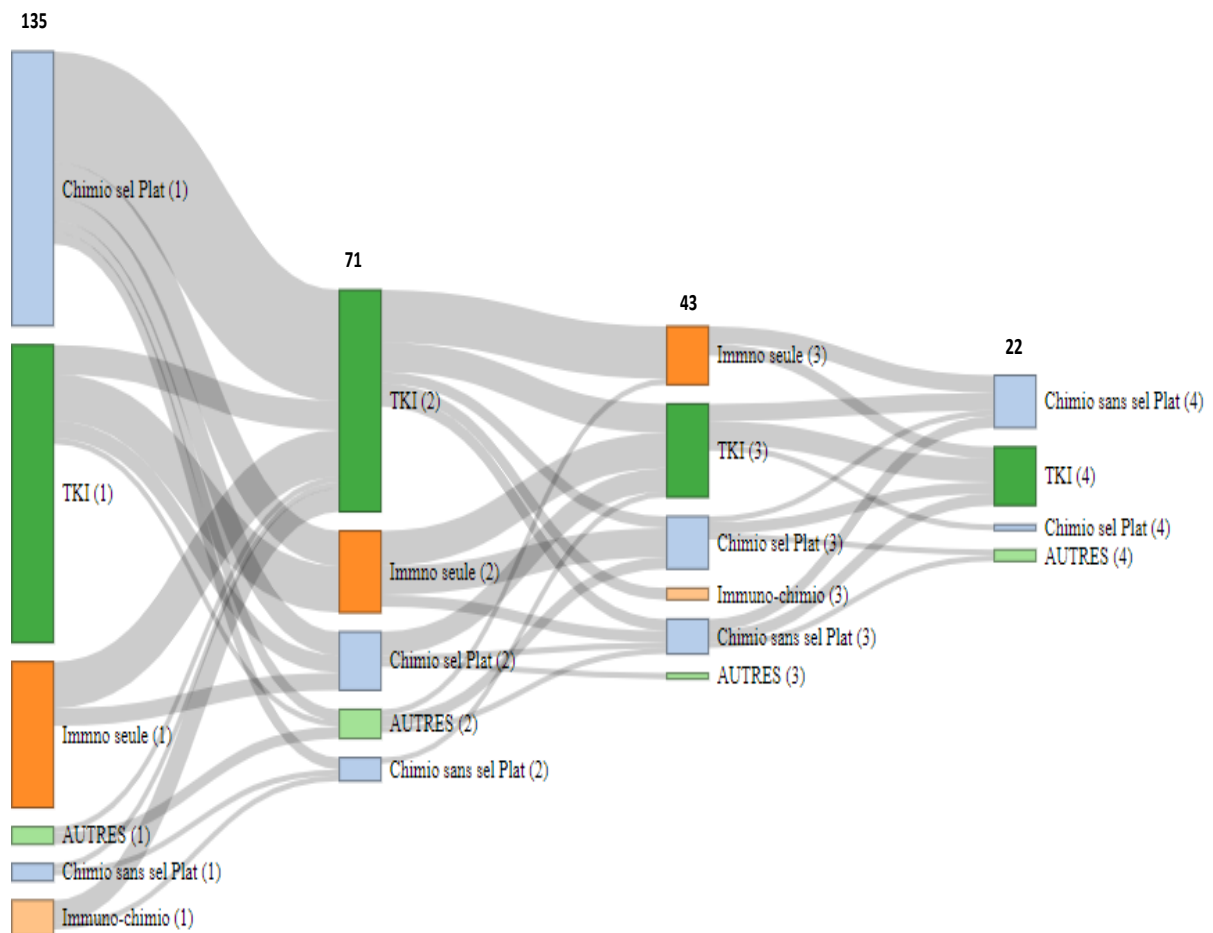 135
Chimio sel Plat (1)
TKI (1)
Immno seule (1)
AUTRES (1)
Chimio sans sel Plat (1)
Immuno-chimio (1)
71
TKI (2)
Immno seule (2)
Chimio sel Plat (2)
AUTRES (2)
Chimio sans sel Plat (2)
43
Immno seule (3)
TKI (3)
Chimio sel Plat (3)
Immuno-chimio (3)
Chimio sans sel Plat (3)
AUTRES (3)
22
Chimio sans sel Plat (4)
TKI (4)
Chimio sel Plat (4)
AUTRES (4)